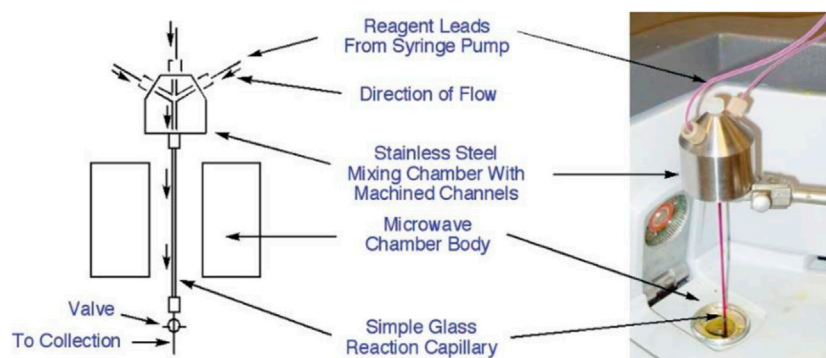 Reagent Leads
From Syringe Pump
Direction of Flow
Stainless Steel
Mixing Chamber With
Machined Channels
Microwave
Chamber Body
Valve
To Collection
Simple Glass
Reaction Capillary